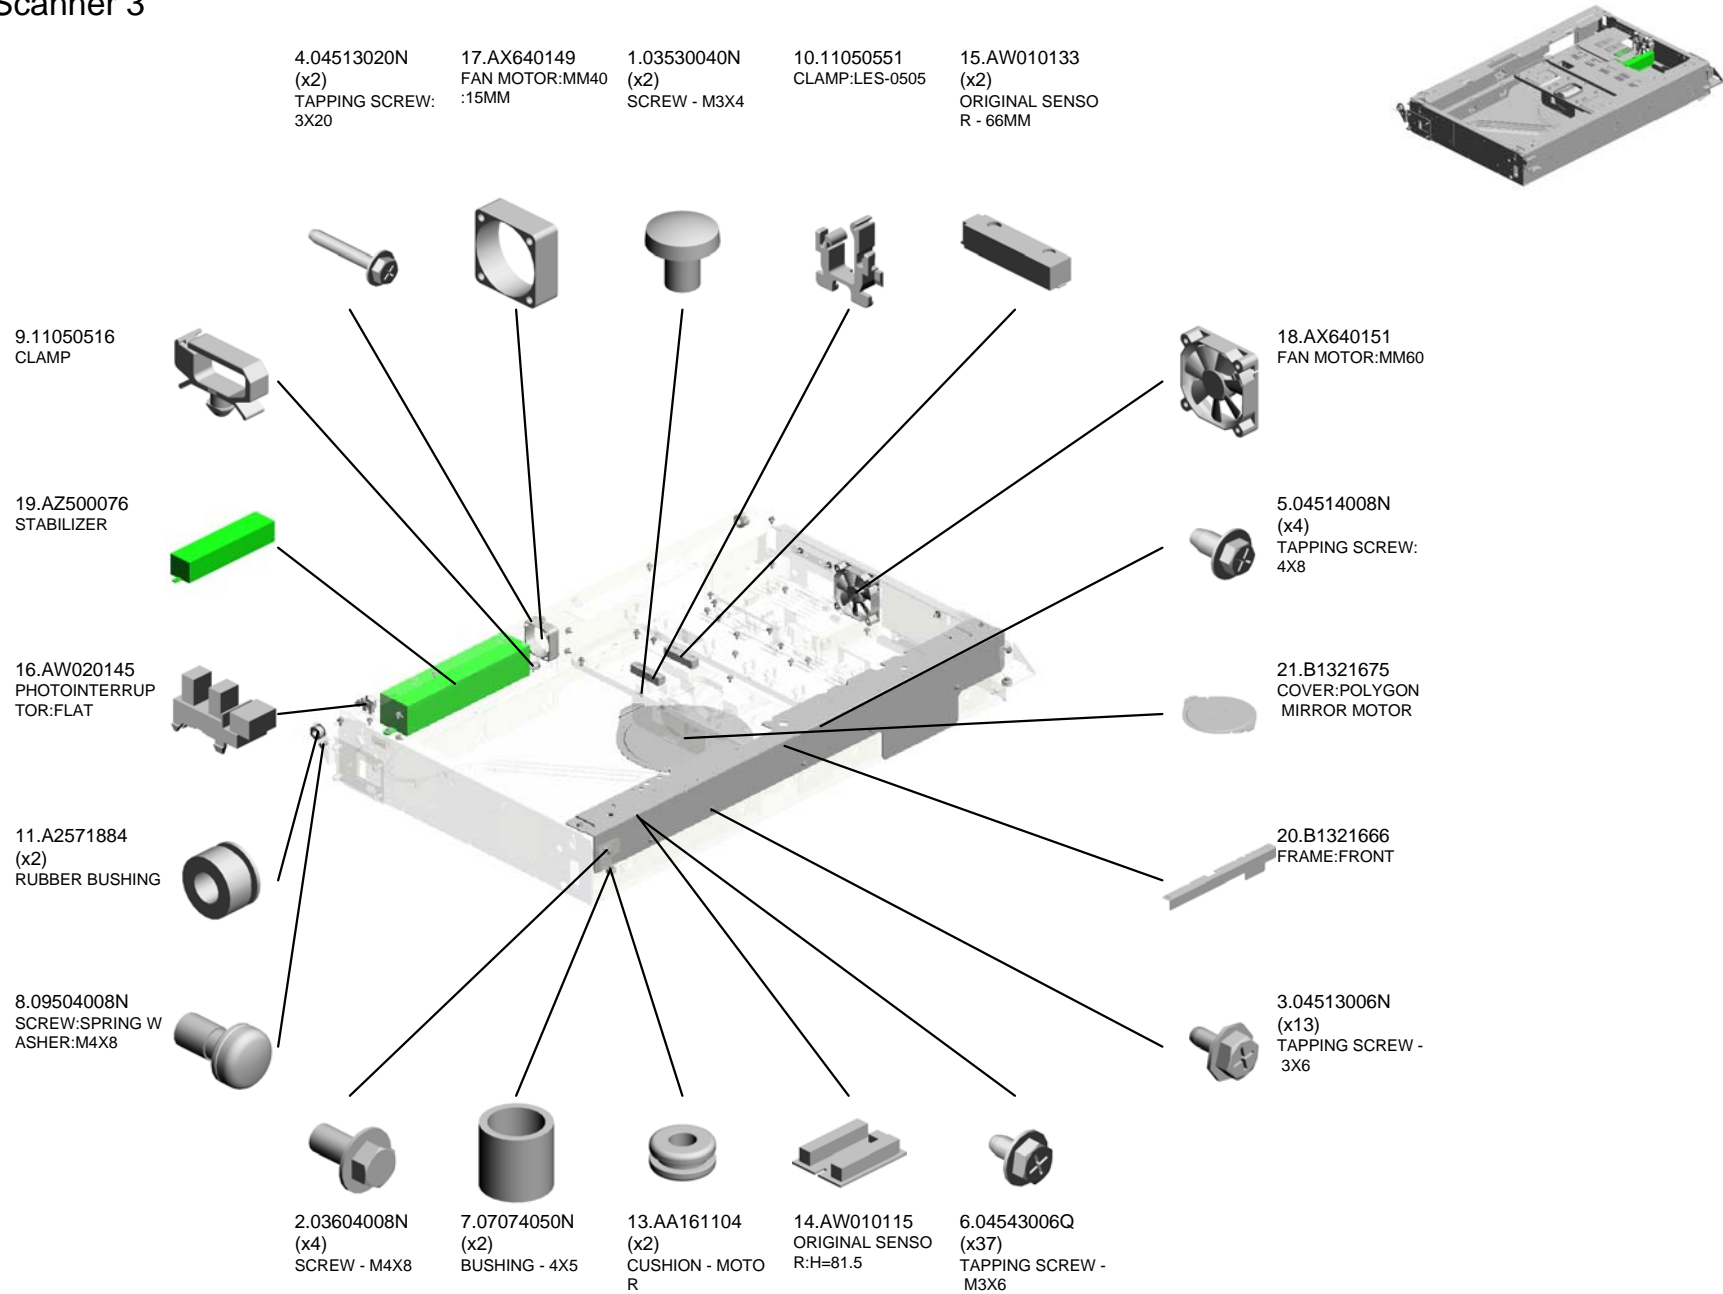 Scanner 3
4.04513020N
(x2)
TAPPING SCREW:
3X20
17.AX640149
FAN MOTOR:MM40
:15MM
1.03530040N
(x2)
SCREW - M3X4
10.11050551
CLAMP:LES-0505
15.AW010133
(x2)
ORIGINAL SENSO
R - 66MM
9.11050516
CLAMP
18.AX640151
FAN MOTOR:MM60
19.AZ500076
STABILIZER
5.04514008N
(x4)
TAPPING SCREW:
4X8
16.AW020145
PHOTOINTERRUP
TOR:FLAT
21.B1321675
COVER:POLYGON
MIRROR MOTOR
11.A2571884
(x2)
RUBBER BUSHING
20.B1321666
FRAME:FRONT
8.09504008N
SCREW:SPRING W
ASHER:M4X8
3.04513006N
(x13)
TAPPING SCREW -
3X6
2.03604008N
(x4)
SCREW - M4X8
7.07074050N
(x2)
BUSHING - 4X5
13.AA161104
(x2)
CUSHION - MOTO
R
14.AW010115
ORIGINAL SENSO
R:H=81.5
6.04543006Q
(x37)
TAPPING SCREW -
M3X6